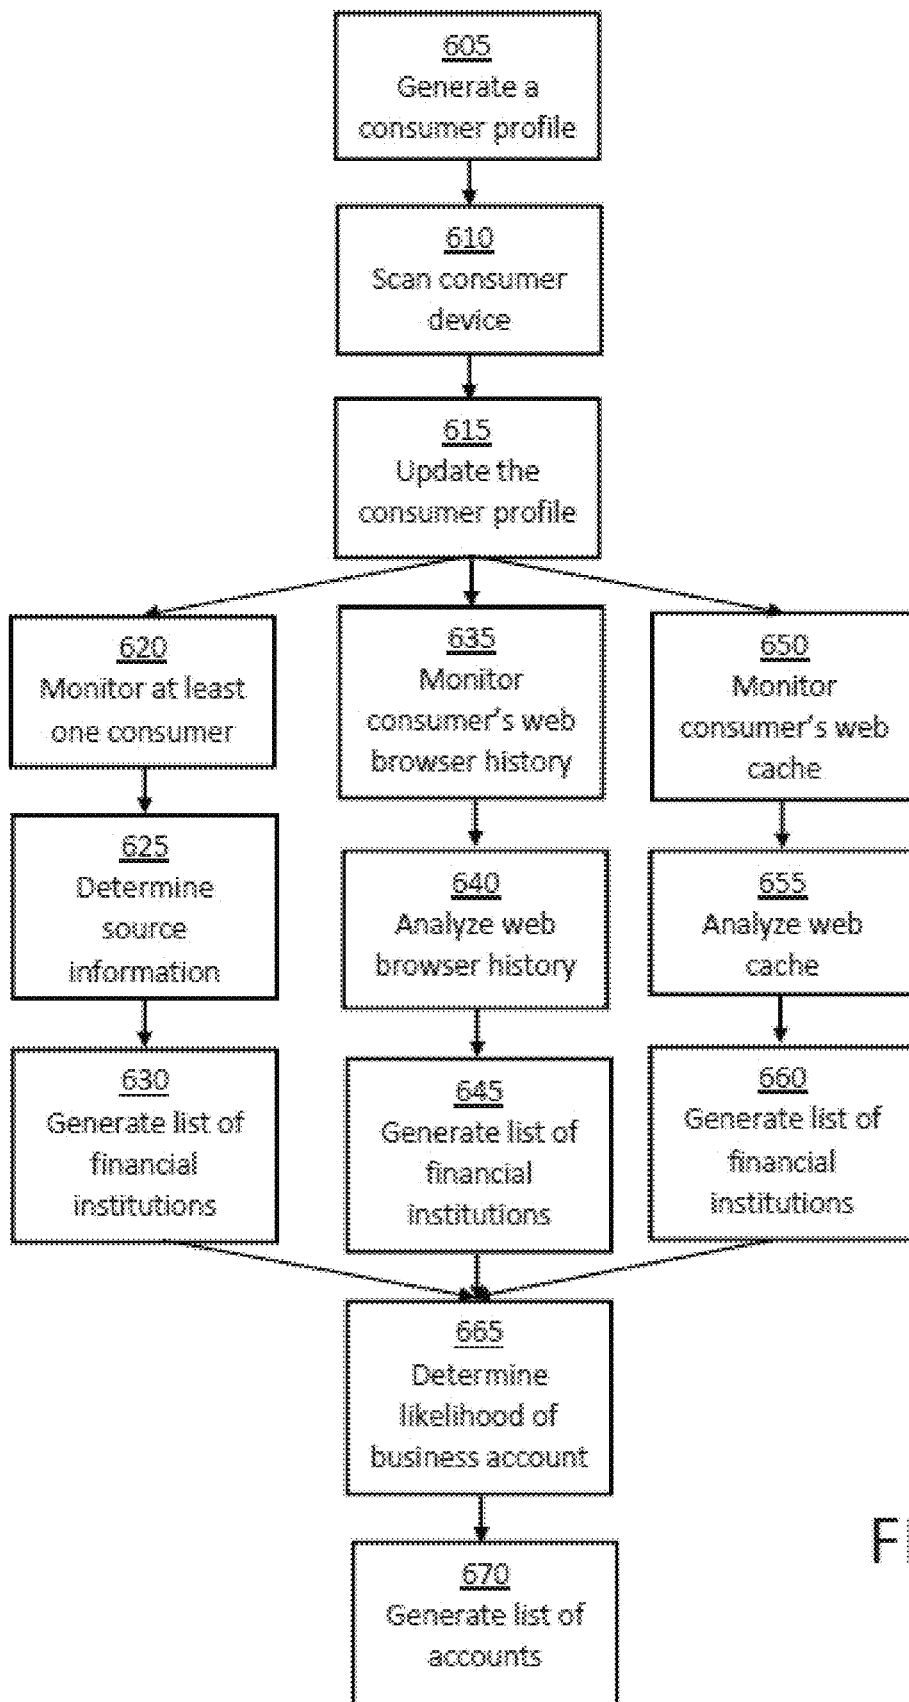 605
Generate a
consumer profile
610
Scan consumer
device
615
Update the
consumer profile
620
Monitor at least
one consumer
625
Determine
source
information
630
Generate list of
financial
institutions
635
Monitor
consumer's web
browser history
640
Analyze web
browser history
645
Generate list of
financial
institutions
650
Monitor
consumer's web
cache
655
Analyze web
cache
660
Generate list of
financial
institutions
665
Determine
likelihood of
business account
670
Generate list of
accounts